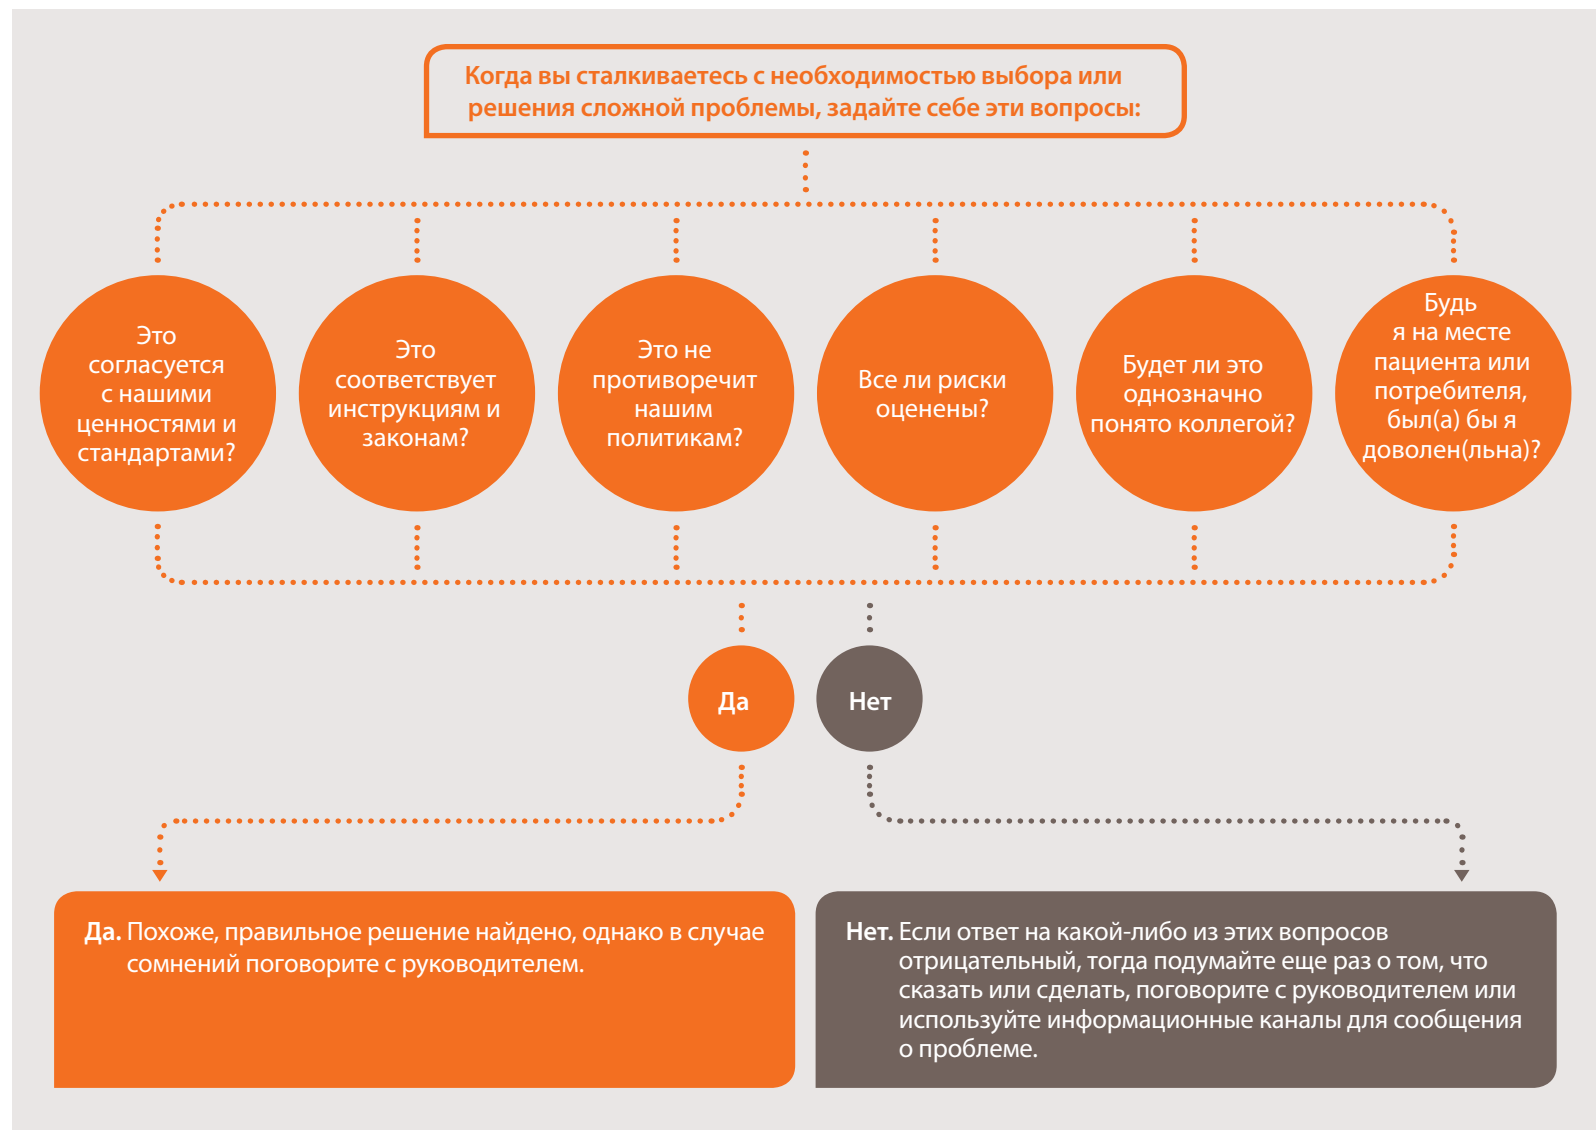 Когда вы сталкиваетесь с необходимостью выбора или
решения сложной проблемы, задайте себе эти вопросы:
Это
согласуется
с нашими
ценностями и
стандартами?
Это
соответствует
инструкциям и
законам?
Это не
противоречит
нашим
политикам?
Все ли риски
оценены?
Будет ли это
однозначно
понято коллегой?
Будь
я на месте
пациента или
потребителя,
был(а) бы я
доволен(льна)?
Да
Нет
Да. Похоже, правильное решение найдено, однако в случае
сомнений поговорите с руководителем.
Нет. Если ответ на какой-либо из этих вопросов
отрицательный, тогда подумайте еще раз о том, что
сказать или сделать, поговорите с руководителем или
используйте информационные каналы для сообщения
о проблеме.